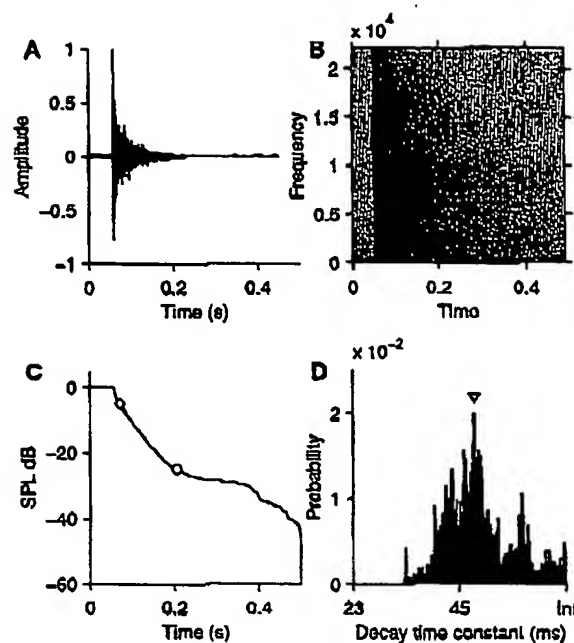 A
1
0.5
0
−0.5
−1
Amplitude
0 0.2 0.4
Time (s)
B
x 10^4
2
1.5
1
0.5
0
Frequency
0 0.2 0.4
Time
C
0
−20
−40
−60
SPL dB
0 0.2 0.4
Time (s)
D
x 10^-2
2
1
0
Probability
23 45 Inf
Decay time constant (ms)